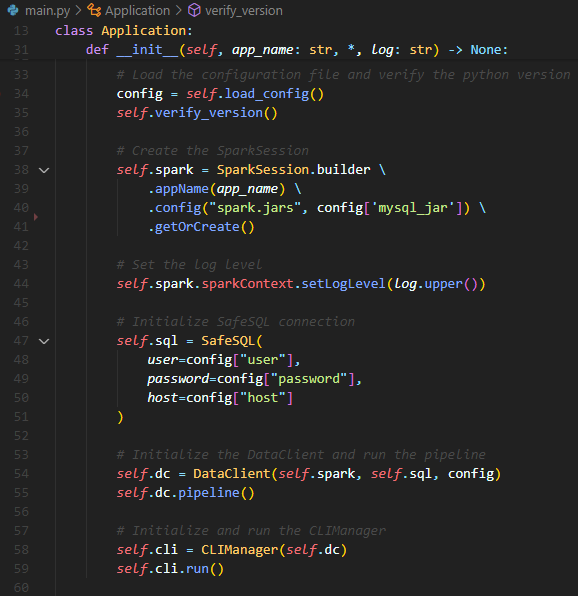 main.py > Application > verify_version
13 class Application:
31     def __init__(self, app_name: str, *, log: str) -> None:
33         # Load the configuration file and verify the python version
34         config = self.load_config()
35         self.verify_version()
36
37         # Create the SparkSession
38         self.spark = SparkSession.builder \
39             .appName(app_name) \
40             .config("spark.jars", config['mysql_jar']) \
41             .getOrCreate()
42
43         # Set the log level
44         self.spark.sparkContext.setLogLevel(log.upper())
45
46         # Initialize SafeSQL connection
47         self.sql = SafeSQL(
48             user=config["user"],
49             password=config["password"],
50             host=config["host"]
51         )
52
53         # Initialize the DataClient and run the pipeline
54         self.dc = DataClient(self.spark, self.sql, config)
55         self.dc.pipeline()
56
57         # Initialize and run the CLIManager
58         self.cli = CLIManager(self.dc)
59         self.cli.run()
60